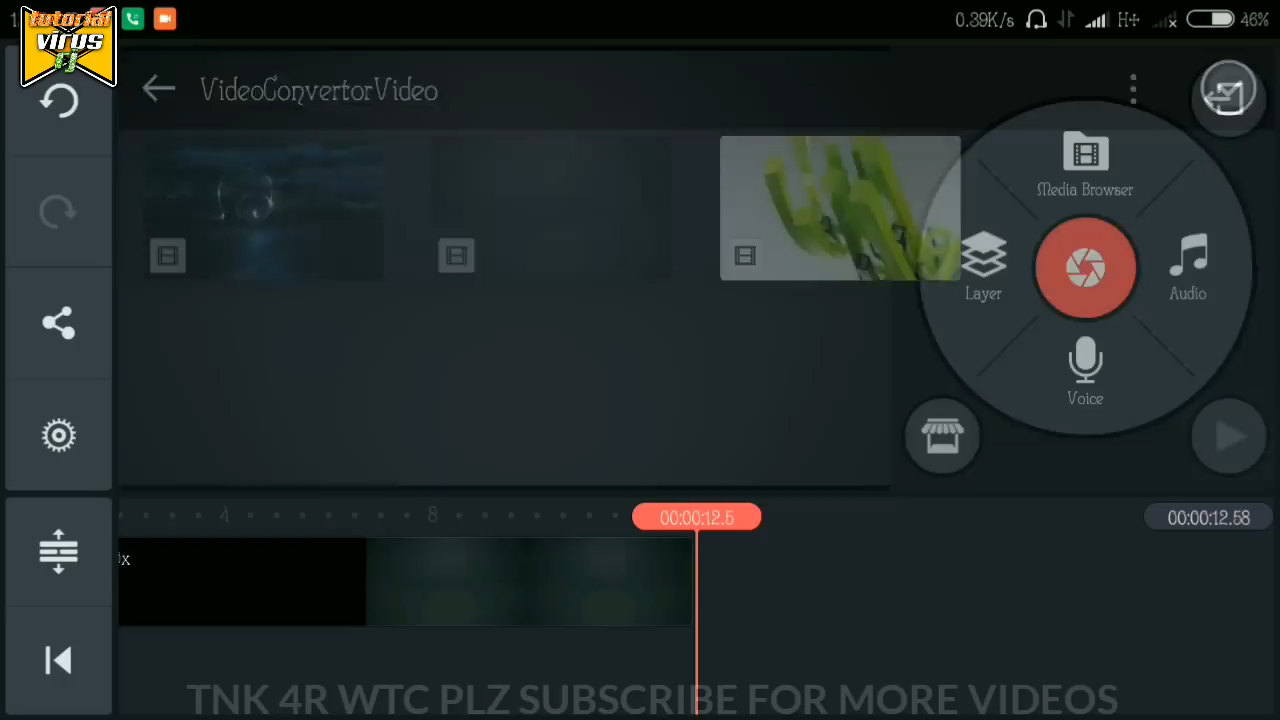 0.39K/s
H+
46%
tutorial
virus
VideoConvertorVideo
Media Browser
Layer
Audio
Voice
4
8
00:00:12.5
00:00:12.58
x
TNK 4R WTC PLZ SUBSCRIBE FOR MORE VIDEOS